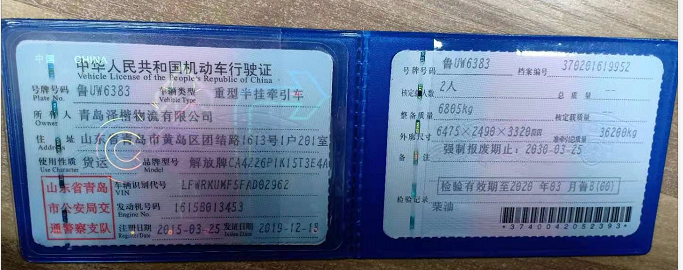 中华人民共和国机动车行驶证
Vehicle License of the People's Republic of China
号牌号码 鲁UW6383 车辆类型 重型半挂牵引车
Plate No. Vehicle Type
所有人 青岛泽楷物流有限公司
Owner
住址 山东省青岛市黄岛区团结路1613号1户201室
Address
使用性质 货运 品牌型号 解放牌CA4226P1K15T3E4A
Use Character Model
山东省青岛
市公安局交
通警察支队
车辆识别代号
VIN LFWRXUMF5FAD02962
发动机号码 16158013453
Engine No.
注册日期 2015-03-25 发证日期 2019-12-13
Register Date Issue Date
号牌号码 鲁UW6383 档案编号 370201619952
核定载人数 2人 总质量 --
整备质量 6805kg 核定载质量 --
外廓尺寸 6475×2490×3320mm 准牵引总质量 36200kg
备注 强制报废期止：2030-03-25
检验记录 检验有效期至2020年03月鲁B(00)
柴油
*3740042052393*